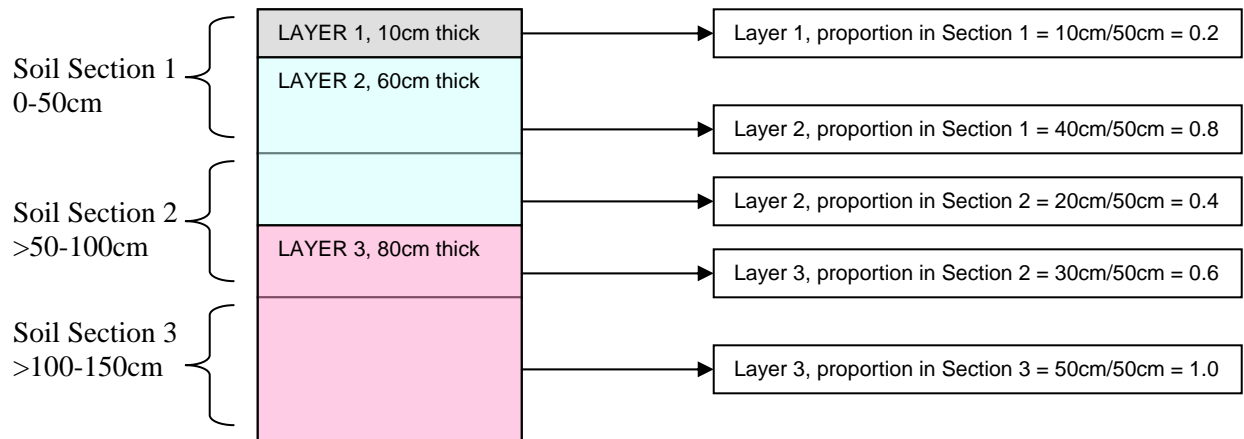 LAYER 1, 10cm thick
Layer 1, proportion in Section 1 = 10cm/50cm = 0.2
Soil Section 1
0-50cm
LAYER 2, 60cm thick
Layer 2, proportion in Section 1 = 40cm/50cm = 0.8
Layer 2, proportion in Section 2 = 20cm/50cm = 0.4
Soil Section 2
>50-100cm
LAYER 3, 80cm thick
Layer 3, proportion in Section 2 = 30cm/50cm = 0.6
Soil Section 3
>100-150cm
Layer 3, proportion in Section 3 = 50cm/50cm = 1.0